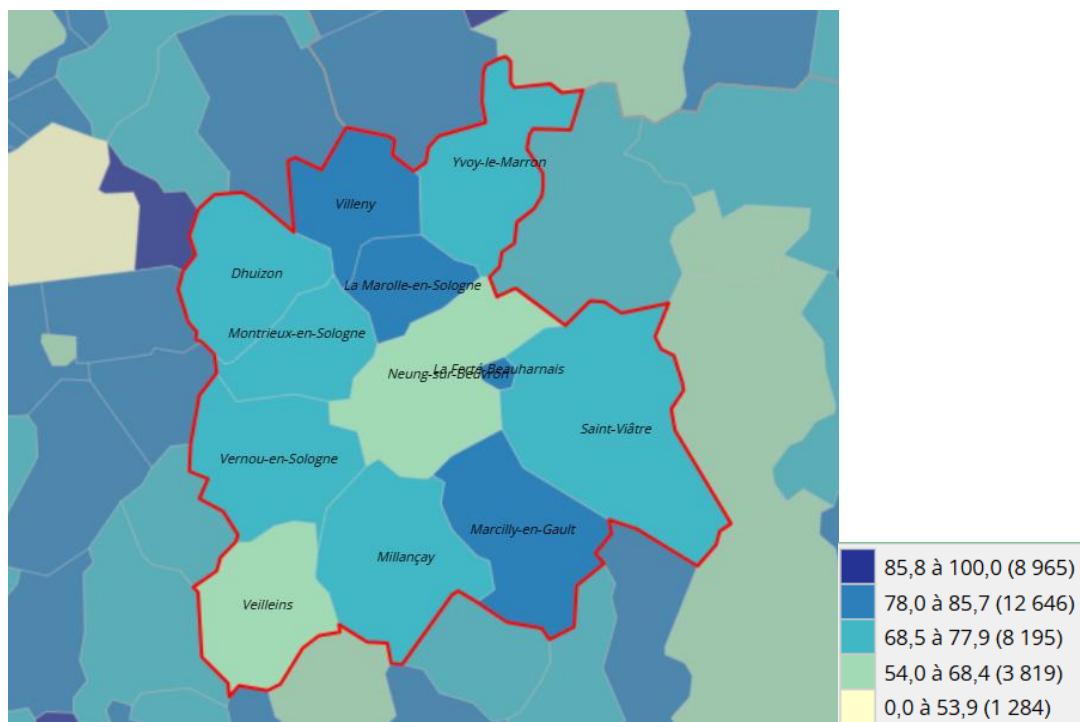 Yvoy-le-Marron
Villeny
Dhuizon
La Marolle-en-Sologne
Montrieux-en-Sologne
La Ferté-Beauharnais
Neung-sur-Beuvron
Saint-Viâtre
Vernou-en-Sologne
Marcilly-en-Gault
Millançay
Veilleins
85,8 à 100,0 (8 965)
78,0 à 85,7 (12 646)
68,5 à 77,9 (8 195)
54,0 à 68,4 (3 819)
0,0 à 53,9 (1 284)